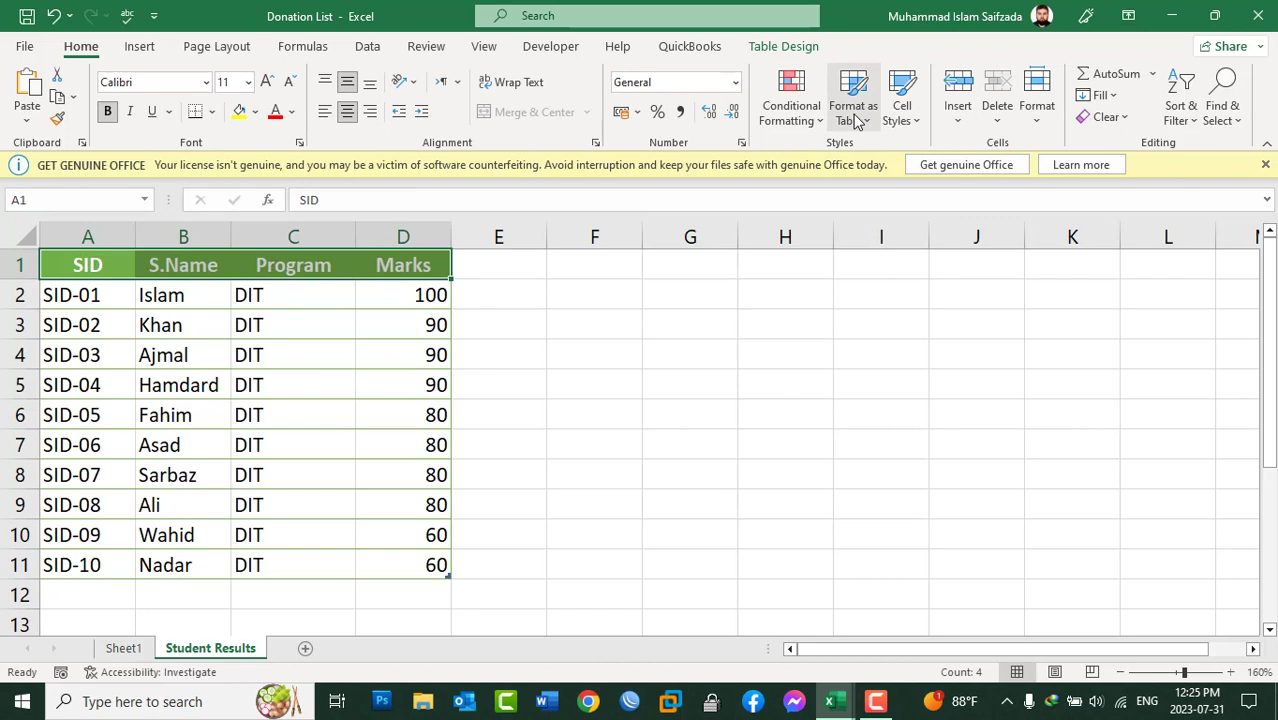 Donation List - Excel
Search
Muhammad Islam Saifzada
File Home Insert Page Layout Formulas Data Review View Developer Help QuickBooks Table Design Share
Paste
Calibri 11
B I U
Wrap Text
Merge & Center
General
Conditional Formatting
Format as Table
Cell Styles
Insert Delete Format
AutoSum
Fill
Clear
Sort & Filter
Find & Select
Clipboard Font Alignment Number Styles Cells Editing
GET GENUINE OFFICE Your license isn't genuine, and you may be a victim of software counterfeiting. Avoid interruption and keep your files safe with genuine Office today. Get genuine Office Learn more
A1 fx SID
A B C D E F G H I J K L
1 SID S.Name Program Marks
2 SID-01 Islam DIT 100
3 SID-02 Khan DIT 90
4 SID-03 Ajmal DIT 90
5 SID-04 Hamdard DIT 90
6 SID-05 Fahim DIT 80
7 SID-06 Asad DIT 80
8 SID-07 Sarbaz DIT 80
9 SID-08 Ali DIT 80
10 SID-09 Wahid DIT 60
11 SID-10 Nadar DIT 60
12
13
Sheet1 Student Results
Ready Accessibility: Investigate Count: 4 160%
Type here to search
88°F ENG 12:25 PM
2023-07-31